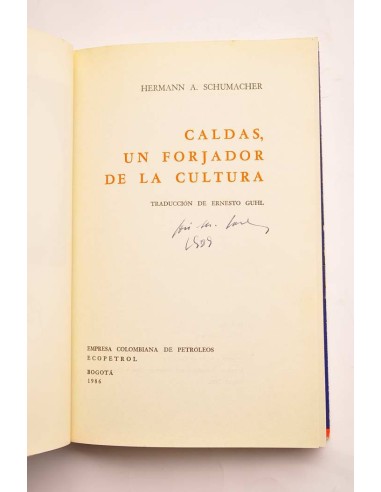 HERMANN A. SCHUMACHER
CALDAS,
UN FORJADOR
DE LA CULTURA
TRADUCCIÓN DE ERNESTO GUHL
1989
EMPRESA COLOMBIANA DE PETROLEOS
ECOPETROL
BOGOTÁ
1986